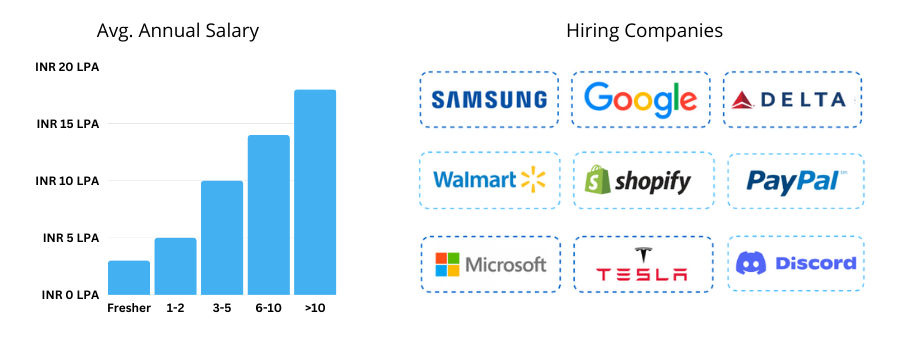 Avg. Annual Salary
INR 20 LPA
INR 15 LPA
INR 10 LPA
INR 5 LPA
INR 0 LPA
Fresher 1-2 3-5 6-10 >10
Hiring Companies
SAMSUNG Google DELTA
Walmart shopify PayPal
Microsoft TESLA Discord